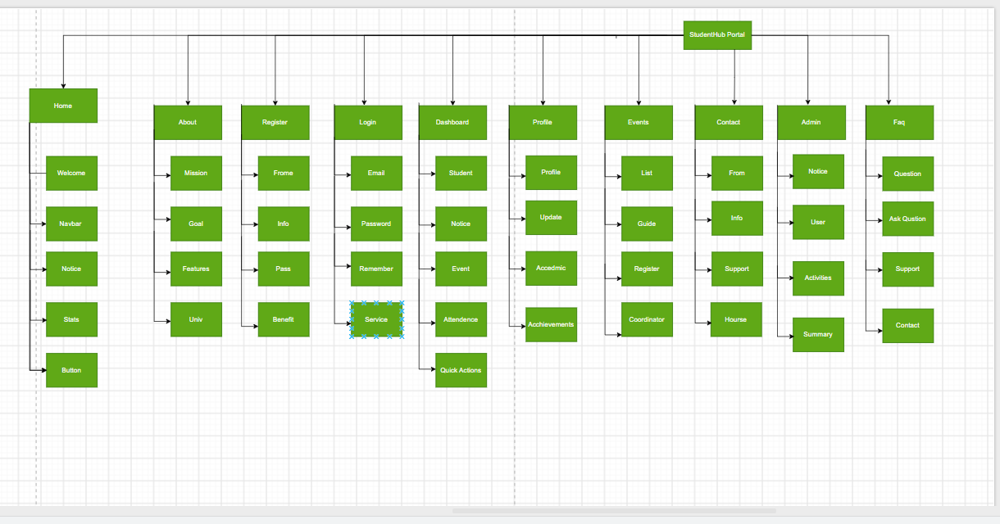 StudentHub Portal
Home
About
Register
Login
Dashboard
Profile
Events
Contact
Admin
Faq
Welcome
Mission
Frome
Email
Student
Profile
List
From
Notice
Question
Navbar
Goal
Info
Password
Notice
Update
Guide
Info
User
Ask Qustion
Notice
Features
Pass
Remember
Event
Accedmic
Register
Support
Activities
Support
Stats
Univ
Benefit
Service
Attendence
Acchievements
Coordinator
Hourse
Summary
Contact
Button
Quick Actions